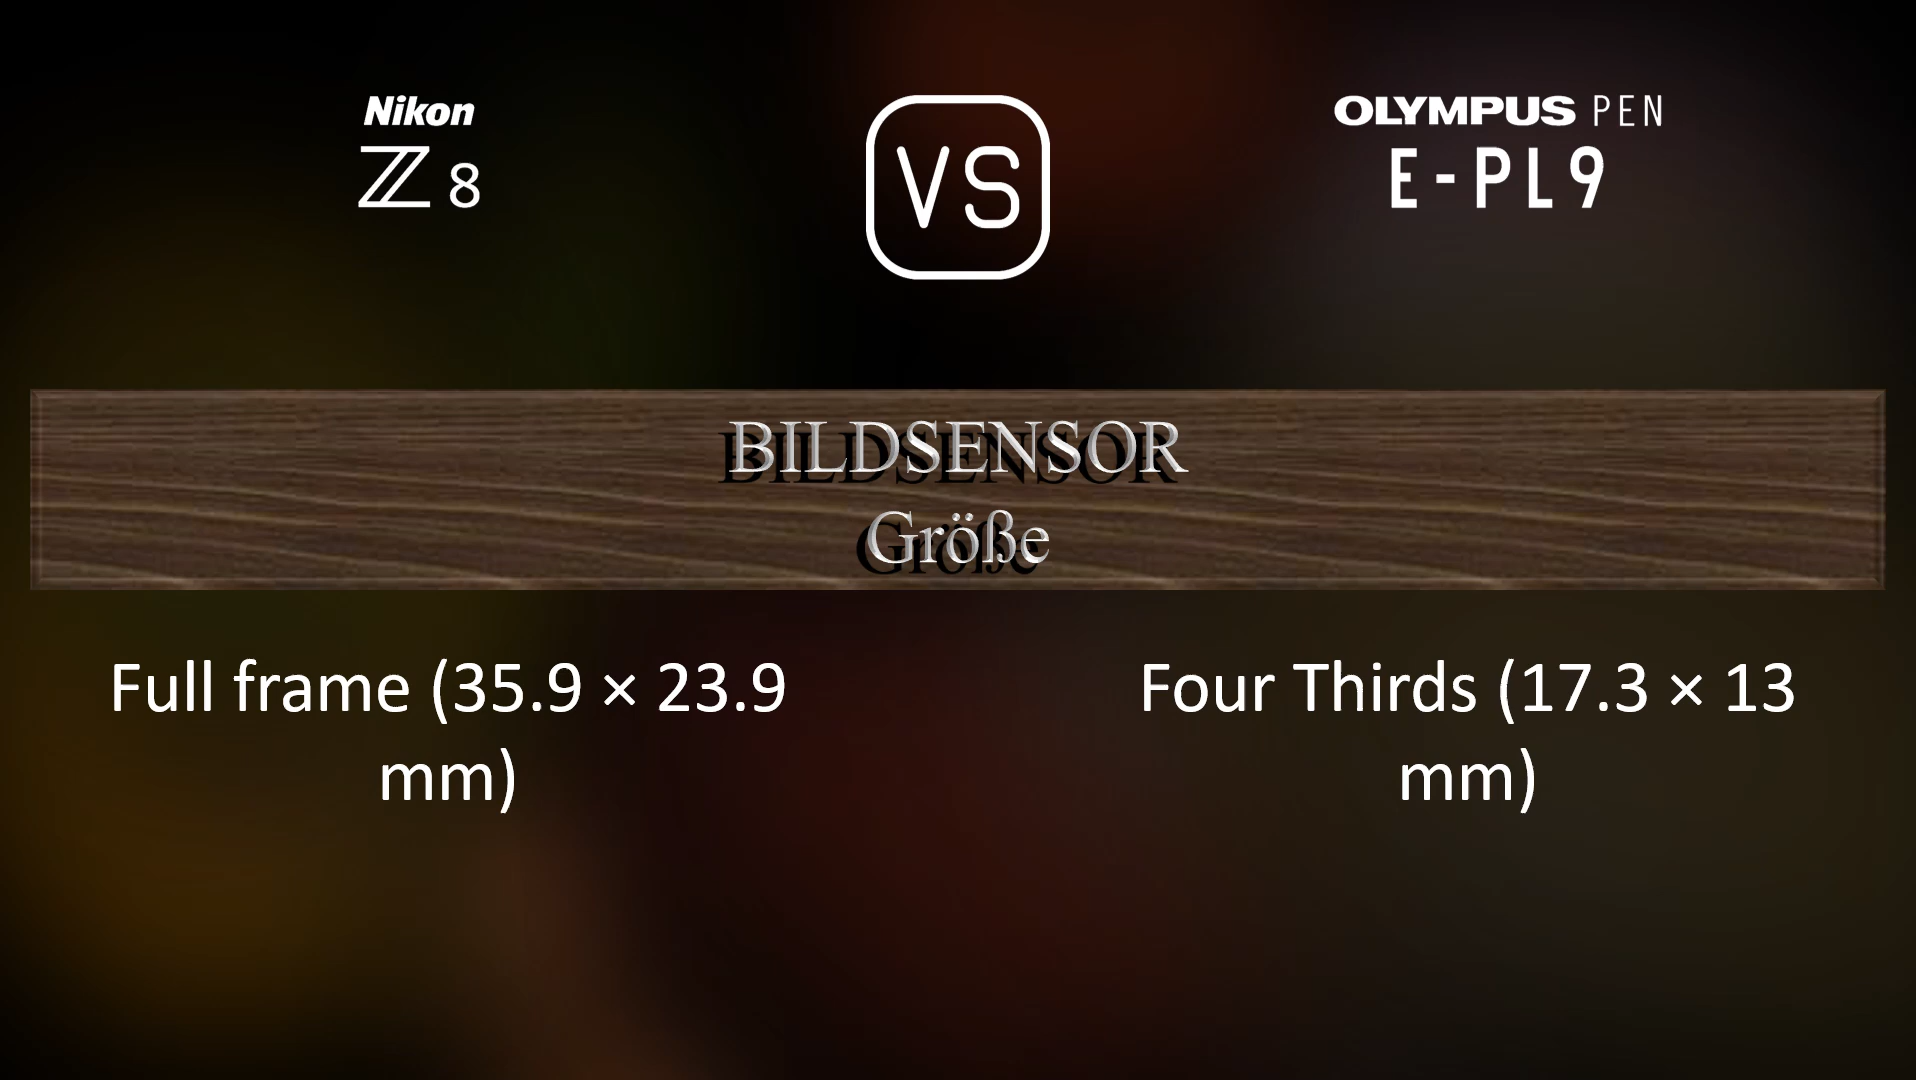 Nikon
Z 8
VS
OLYMPUS PEN
E-PL9
BILDSENSOR
Größe
Full frame (35.9 × 23.9
mm)
Four Thirds (17.3 × 13
mm)